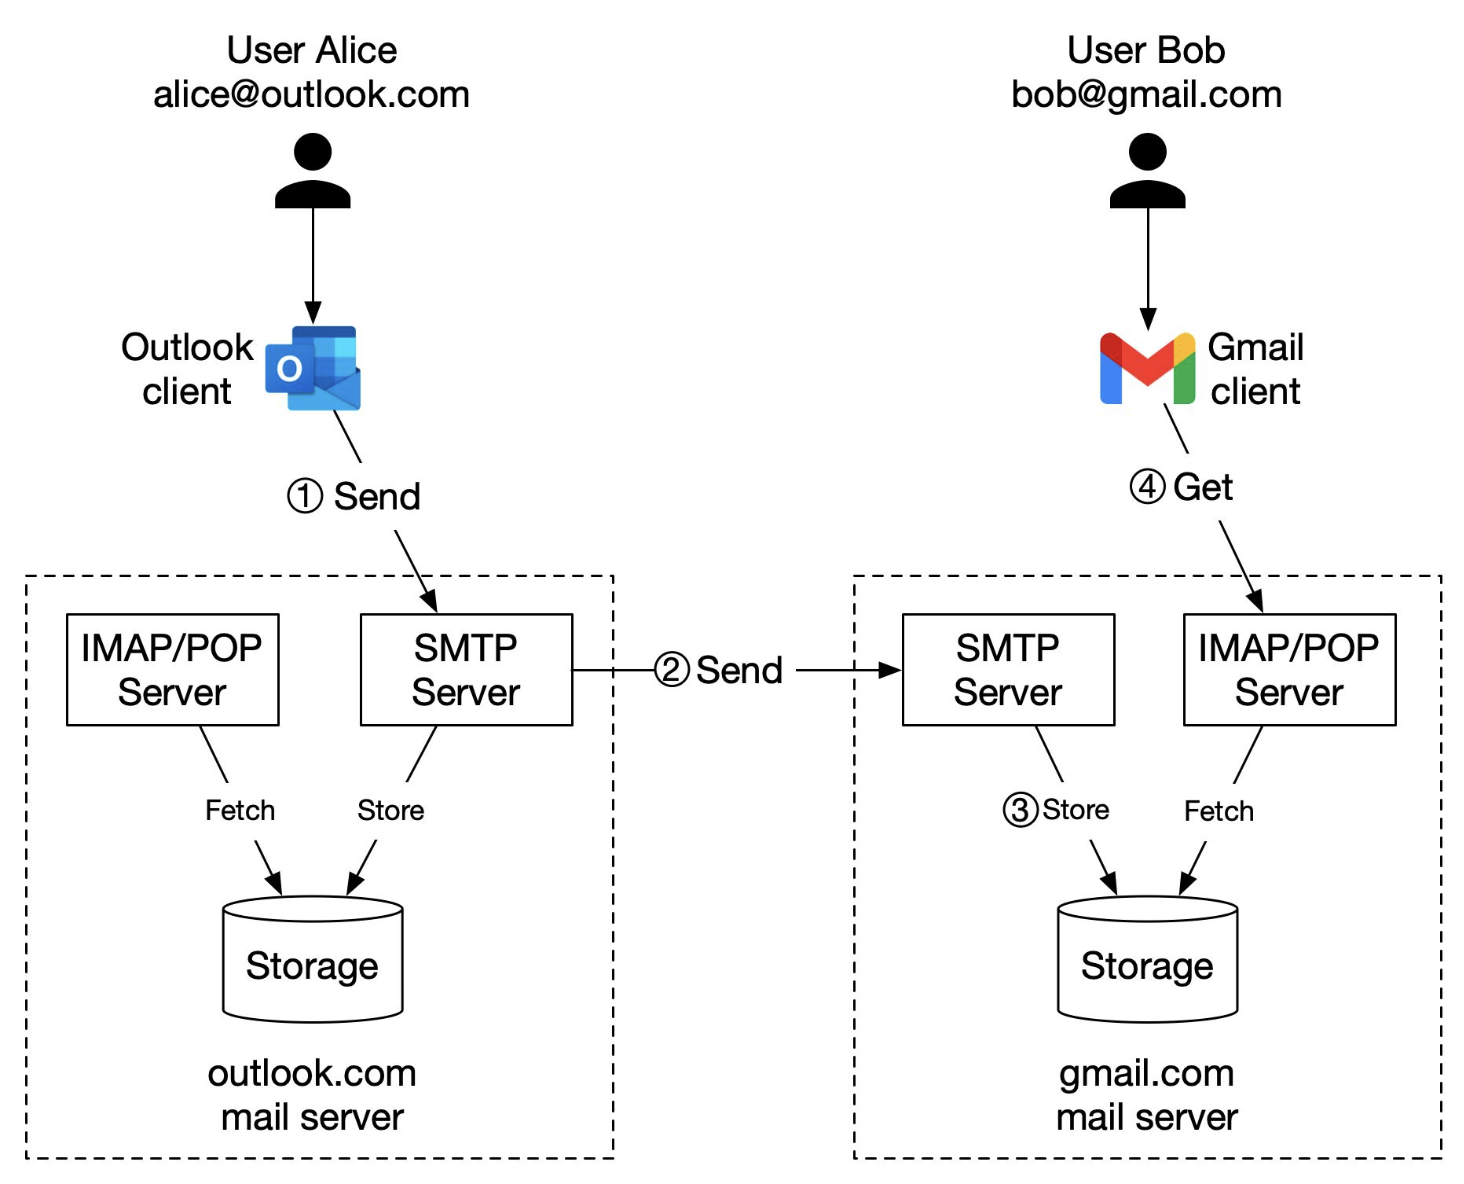 User Alice
alice@outlook.com
User Bob
bob@gmail.com
Outlook
client
O
Gmail
client
① Send
④ Get
IMAP/POP
Server
SMTP
Server
② Send
SMTP
Server
IMAP/POP
Server
Fetch
Store
③ Store
Fetch
Storage
Storage
outlook.com
mail server
gmail.com
mail server